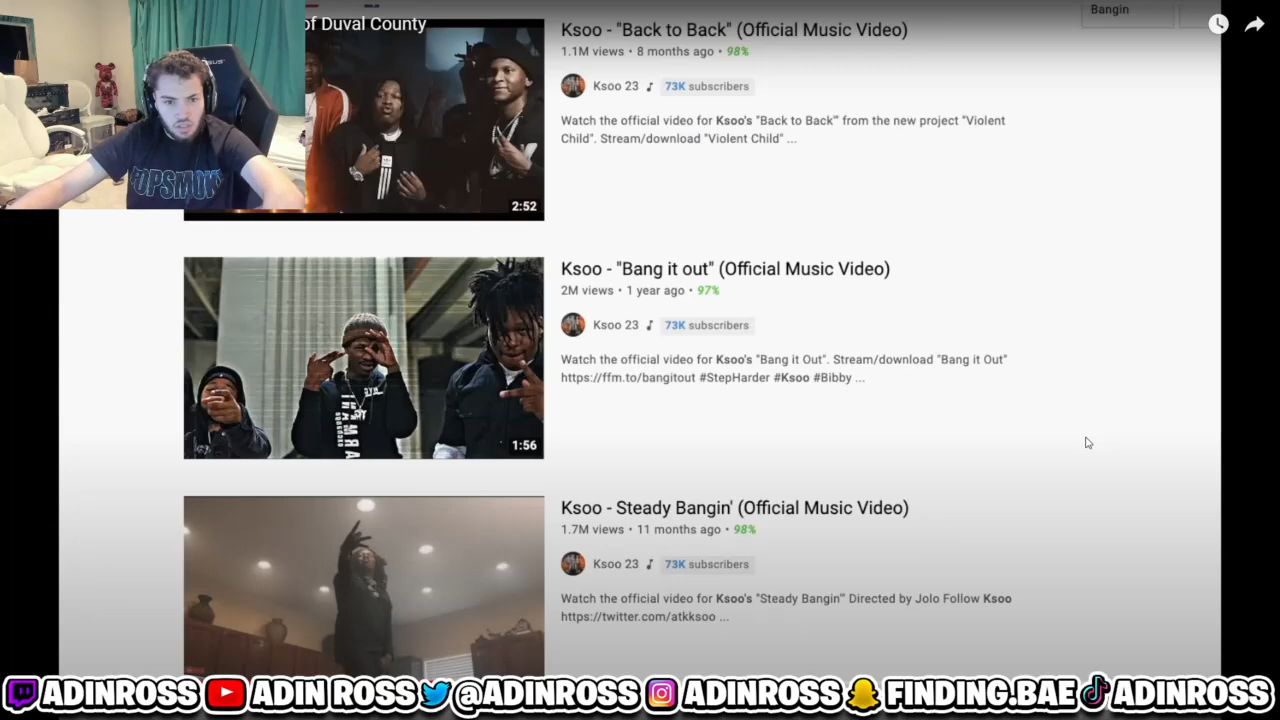 of Duval County
Bangin
Ksoo - "Back to Back" (Official Music Video)
1.1M views • 8 months ago • 98%
Ksoo 23 ♪ 73K subscribers
Watch the official video for Ksoo's "Back to Back'" from the new project "Violent
Child". Stream/download "Violent Child" ...
2:52
POPSMOKE
Ksoo - "Bang it out" (Official Music Video)
2M views • 1 year ago • 97%
Ksoo 23 ♪ 73K subscribers
Watch the official video for Ksoo's "Bang it Out". Stream/download "Bang it Out"
https://ffm.to/bangitout #StepHarder #Ksoo #Bibby ...
1:56
Ksoo - Steady Bangin' (Official Music Video)
1.7M views • 11 months ago • 98%
Ksoo 23 ♪ 73K subscribers
Watch the official video for Ksoo's "Steady Bangin'" Directed by Jolo Follow Ksoo
https://twitter.com/atkksoo ...
ADINROSS ADIN ROSS @ADINROSS ADINROSS FINDING.BAE ADINROSS